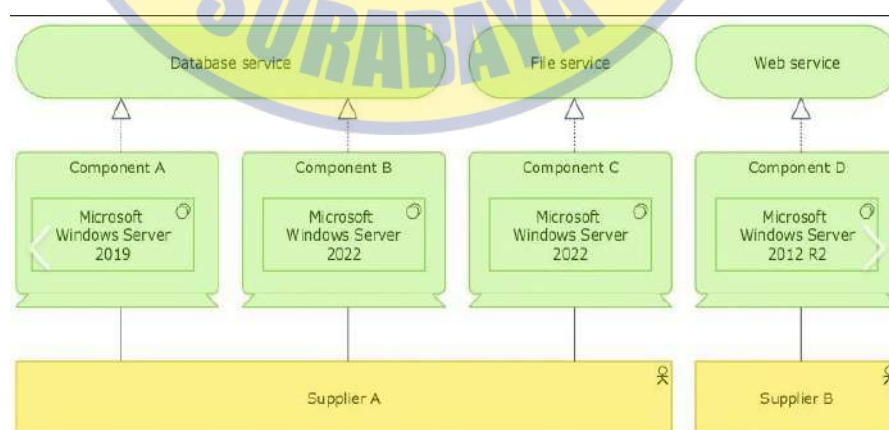 SURABAYA
Database service
File service
Web service
Component A
Component B
Component C
Component D
Microsoft
Windows Server
2019
Microsoft
Windows Server
2022
Microsoft
Windows Server
2022
Microsoft
Windows Server
2012 R2
Supplier A
Supplier B